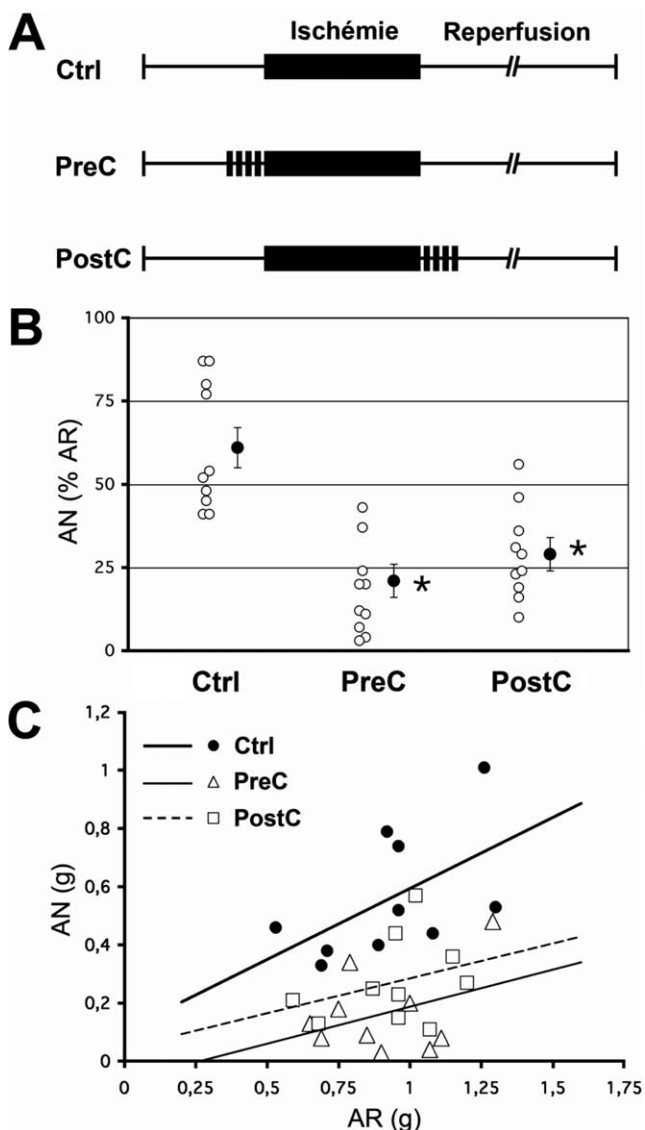 A
Ischémie Reperfusion
Ctrl
PreC
PostC
B
100
75
50
25
0
AN (% AR)
*
*
Ctrl PreC PostC
C
1,2
1
0,8
0,6
0,4
0,2
0
AN (g)
Ctrl
PreC
PostC
0 0,25 0,5 0,75 1 1,25 1,5 1,75
AR (g)